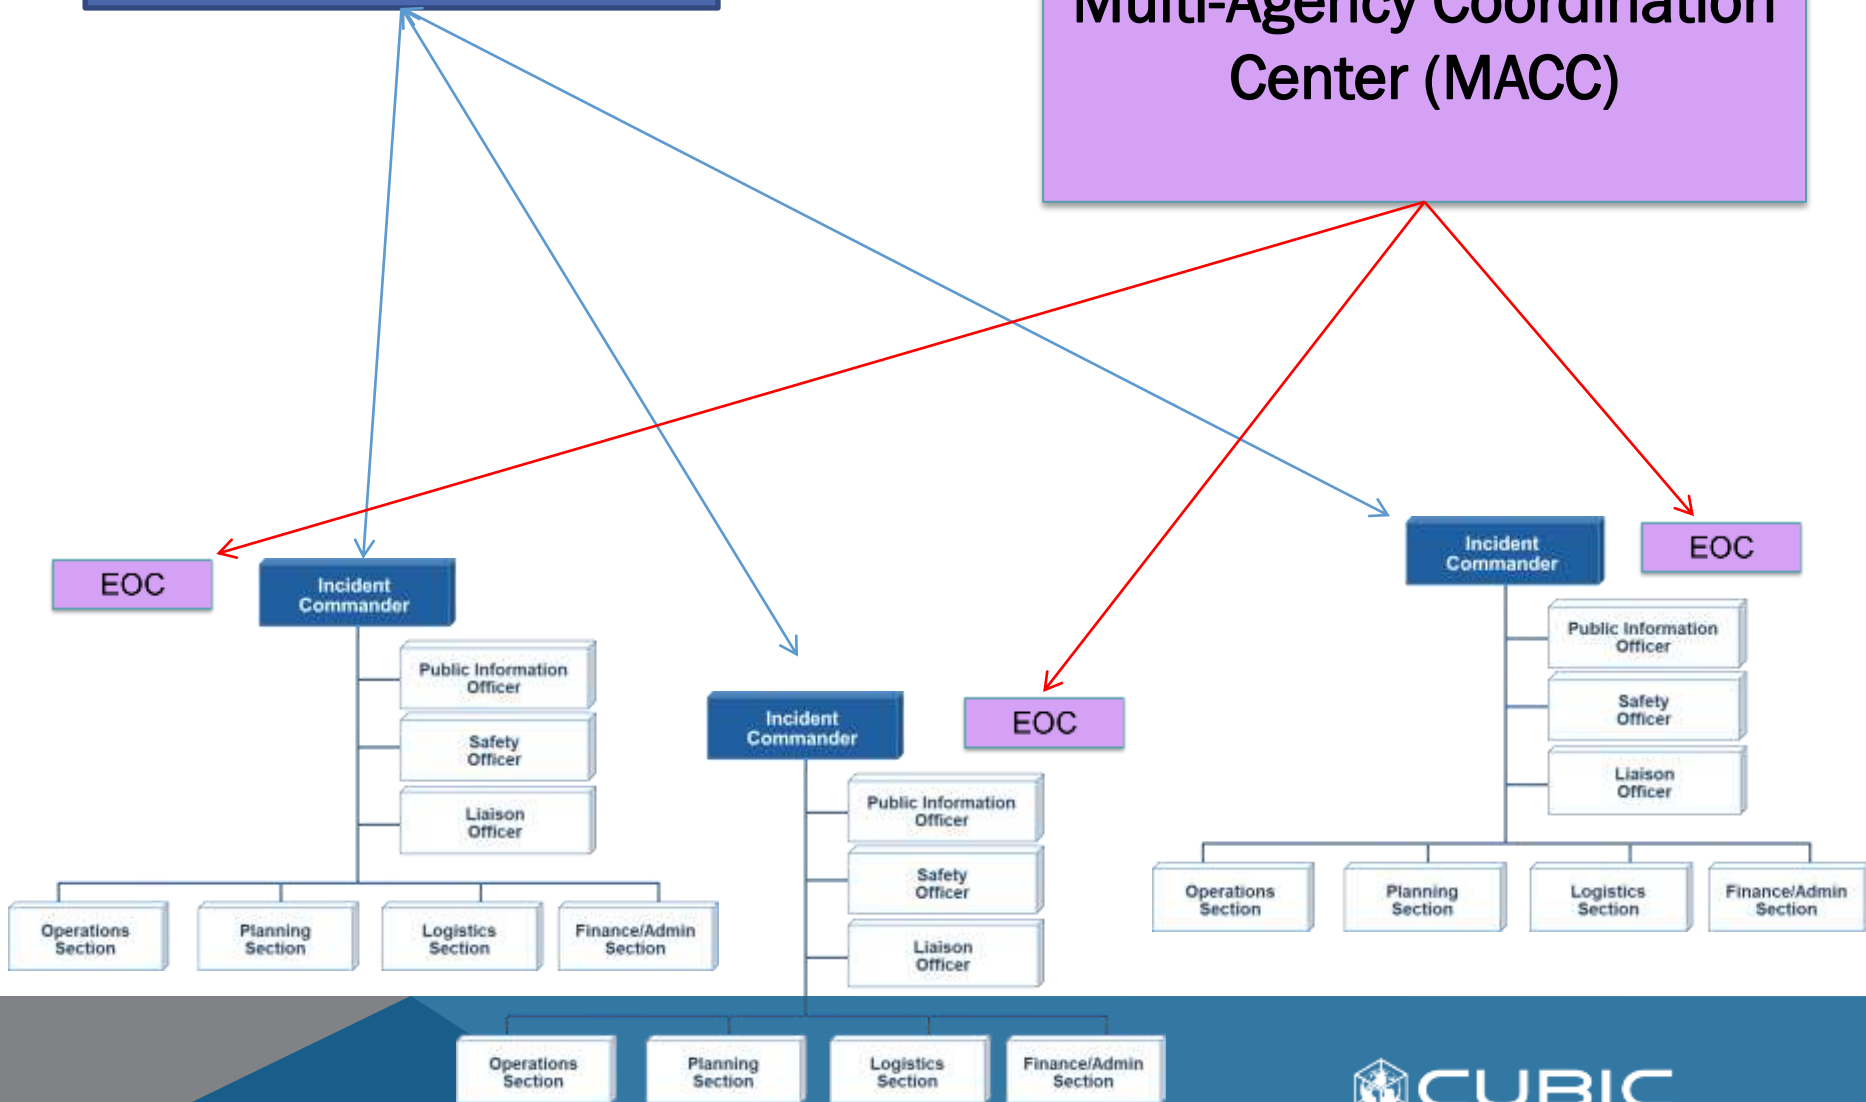 Multi-Agency Coordination
Center (MACC)
EOC
Incident
Commander
Public Information
Officer
Safety
Officer
Liaison
Officer
Operations
Section
Planning
Section
Logistics
Section
Finance/Admin
Section
Incident
Commander
EOC
Public Information
Officer
Safety
Officer
Liaison
Officer
Operations
Section
Planning
Section
Logistics
Section
Finance/Admin
Section
Incident
Commander
EOC
Public Information
Officer
Safety
Officer
Liaison
Officer
Operations
Section
Planning
Section
Logistics
Section
Finance/Admin
Section
CUBIC